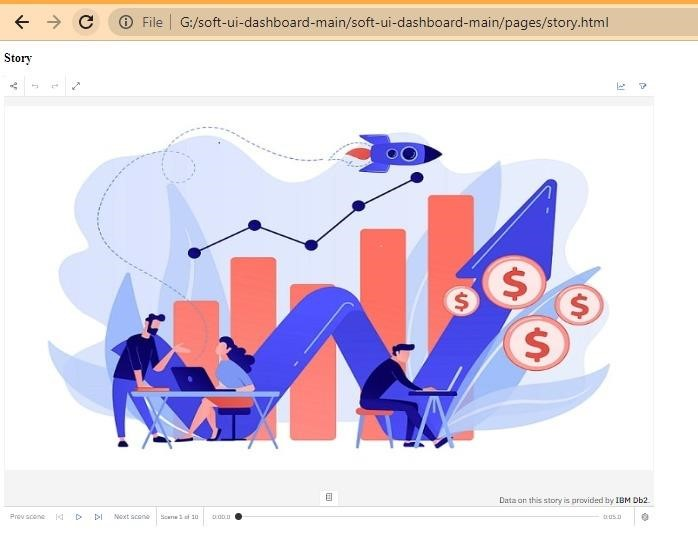 File | G:/soft-ui-dashboard-main/soft-ui-dashboard-main/pages/story.html
Story
$ $ $ $
Data on this story is provided by IBM Db2.
Prev scene Next scene Scene 1 of 10 0:00.0 0:05.0